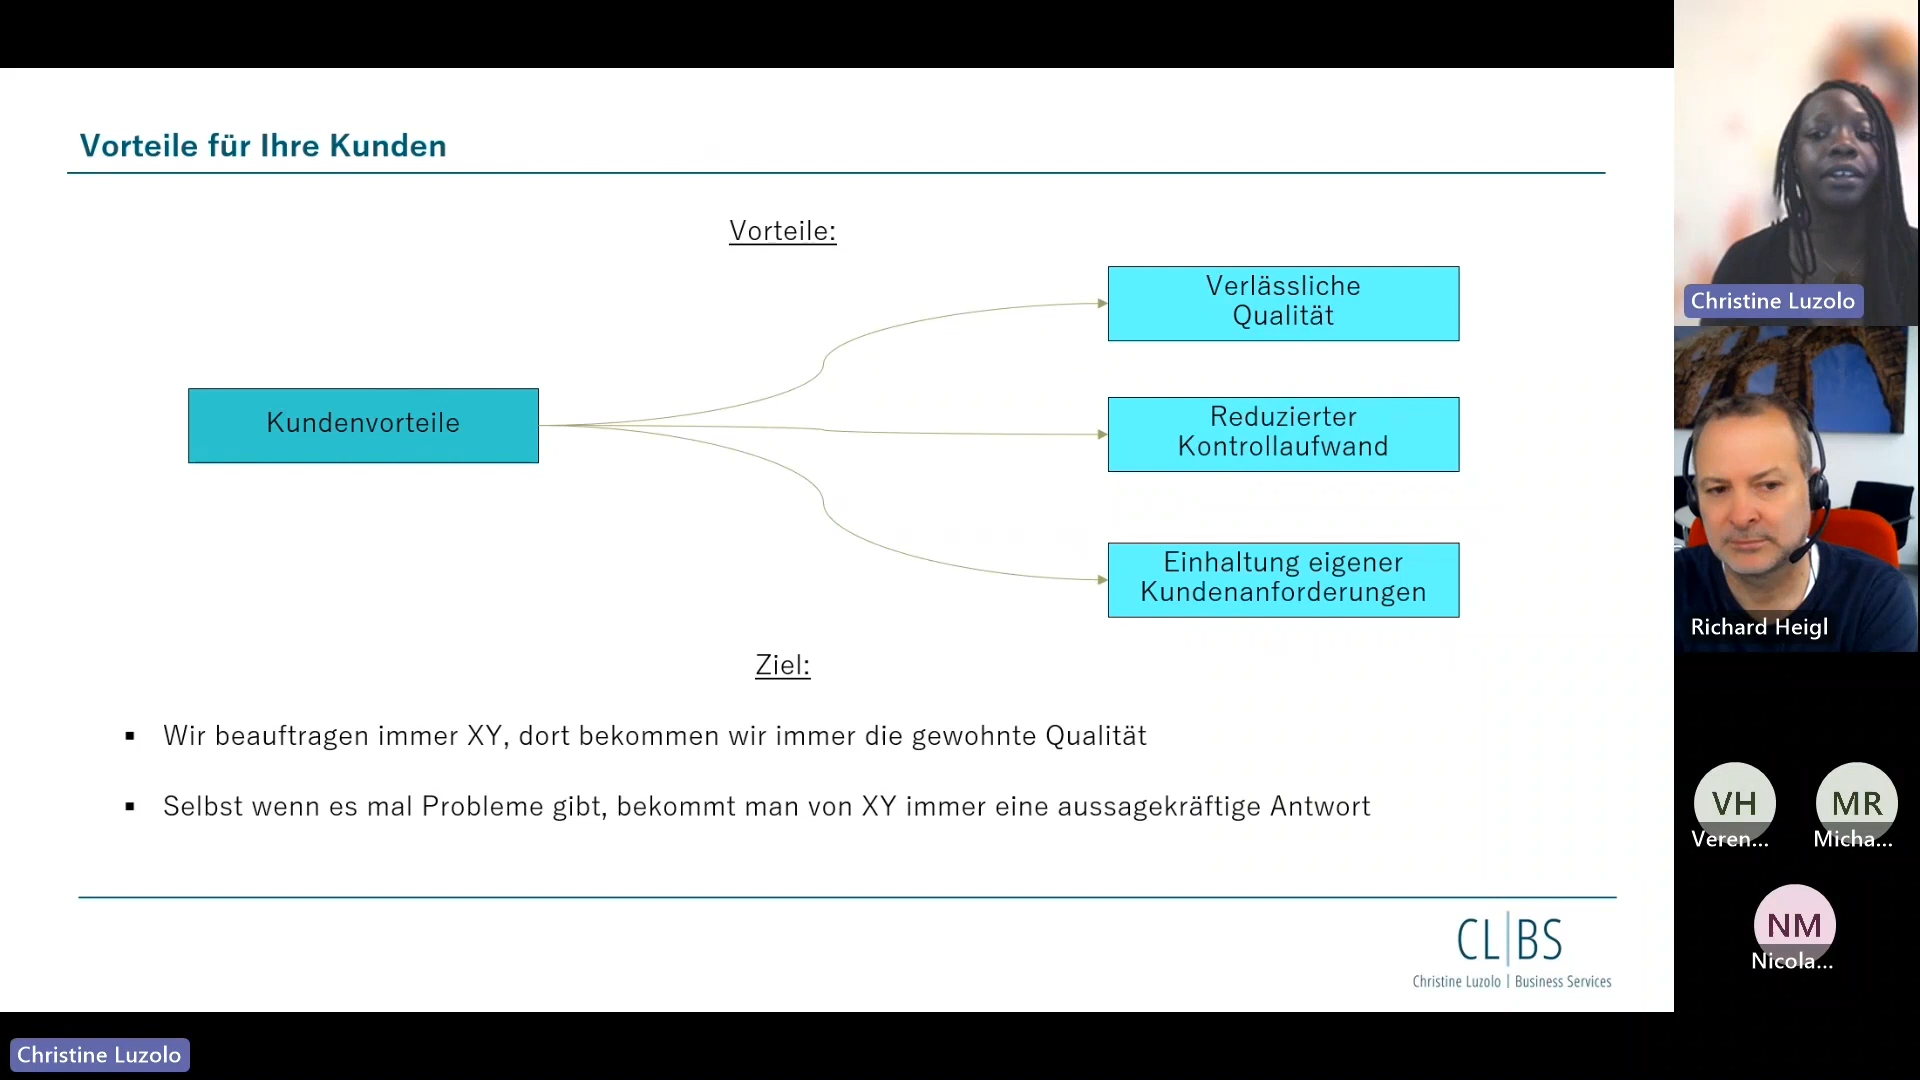 Vorteile für Ihre Kunden
Vorteile:
Kundenvorteile
Verlässliche
Qualität
Reduzierter
Kontrollaufwand
Einhaltung eigener
Kundenanforderungen
Ziel:
▪ Wir beauftragen immer XY, dort bekommen wir immer die gewohnte Qualität
▪ Selbst wenn es mal Probleme gibt, bekommt man von XY immer eine aussagekräftige Antwort
CL|BS
Christine Luzolo | Business Services
Christine Luzolo
Christine Luzolo
Richard Heigl
VH
Veren...
MR
Micha...
NM
Nicola...